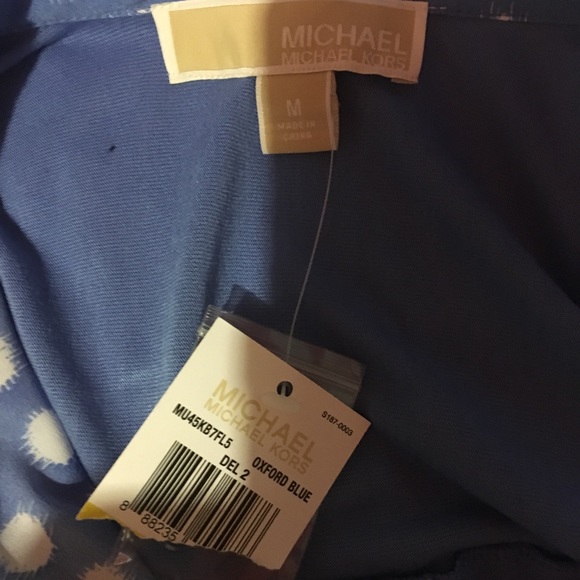 MICHAEL
MICHAEL KORS
M
MADE IN
CHINA
S187-0003
MICHAEL
MICHAEL KORS
MU45KB7FL5
OXFORD BLUE
DEL 2
8 88235